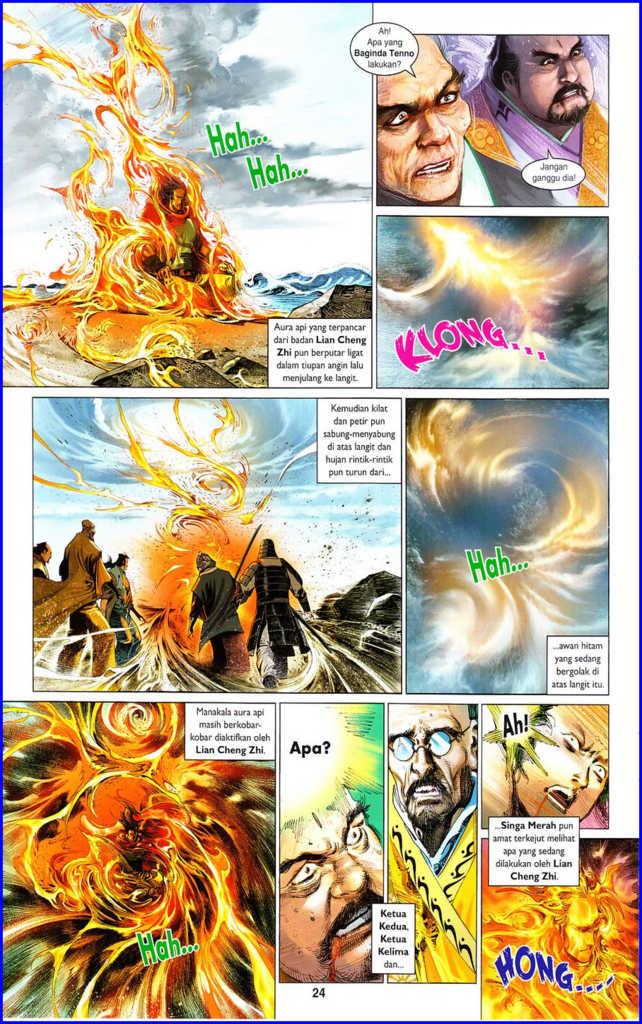 Hah...
Hah...
Aura api yang terpancar
dari badan Lian Cheng
Zhi pun berputar ligat
dalam tiupan angin lalu
menjulang ke langit.
Ah!
Apa yang
Baginda Tenno
lakukan?
Jangan
ganggu dia!
KLONG...
Kemudian kilat
dan petir pun
sabung-menyabung
di atas langit dan
hujan rintik-rintik
pun turun dari...
Hah...
...awan hitam
yang sedang
bergolak di
atas langit itu.
Manakala aura api
masih berkobar-
kobar diaktifkan oleh
Lian Cheng Zhi.
Hah...
Apa?
Ketua
Kedua,
Ketua
Kelima
dan...
Ah!
...Singa Merah pun
amat terkejut melihat
apa yang sedang
dilakukan oleh Lian
Cheng Zhi.
HONG....
24